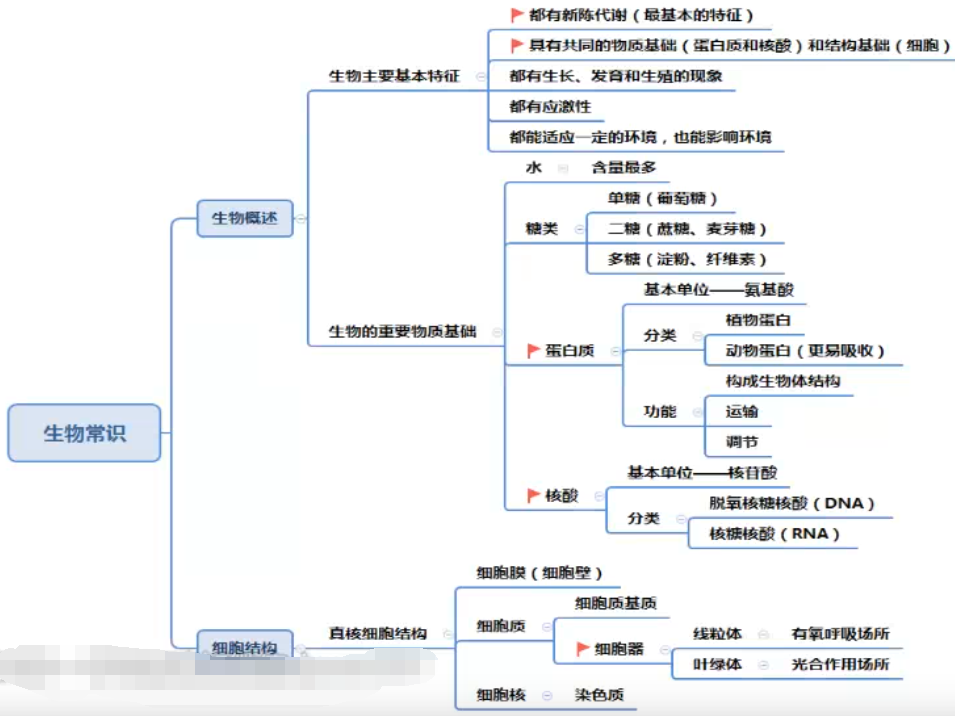 生物常识
生物概述
生物主要基本特征
都有新陈代谢（最基本的特征）
具有共同的物质基础（蛋白质和核酸）和结构基础（细胞）
都有生长、发育和生殖的现象
都有应激性
都能适应一定的环境，也能影响环境
生物的重要物质基础
水
含量最多
糖类
单糖（葡萄糖）
二糖（蔗糖、麦芽糖）
多糖（淀粉、纤维素）
蛋白质
基本单位——氨基酸
分类
植物蛋白
动物蛋白（更易吸收）
功能
构成生物体结构
运输
调节
核酸
基本单位——核苷酸
分类
脱氧核糖核酸（DNA）
核糖核酸（RNA）
细胞结构
真核细胞结构
细胞膜（细胞壁）
细胞质
细胞质基质
细胞器
线粒体
有氧呼吸场所
叶绿体
光合作用场所
细胞核
染色质